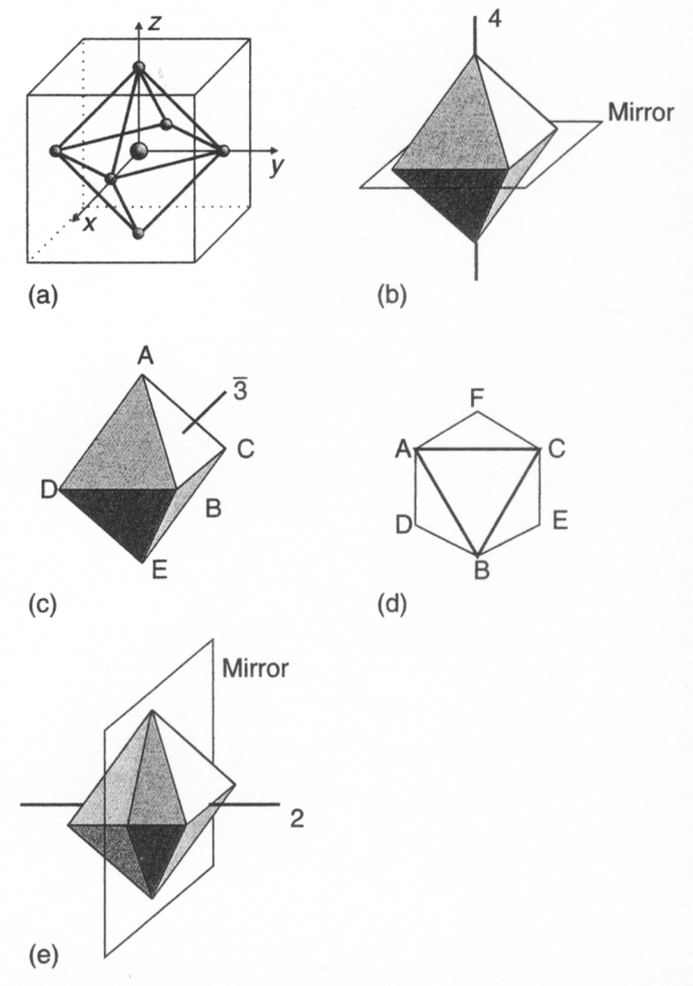 z
y
x
(a)
4
Mirror
(b)
A
3̅
C
D
B
E
(c)
F
A
C
D
E
B
(d)
Mirror
2
(e)